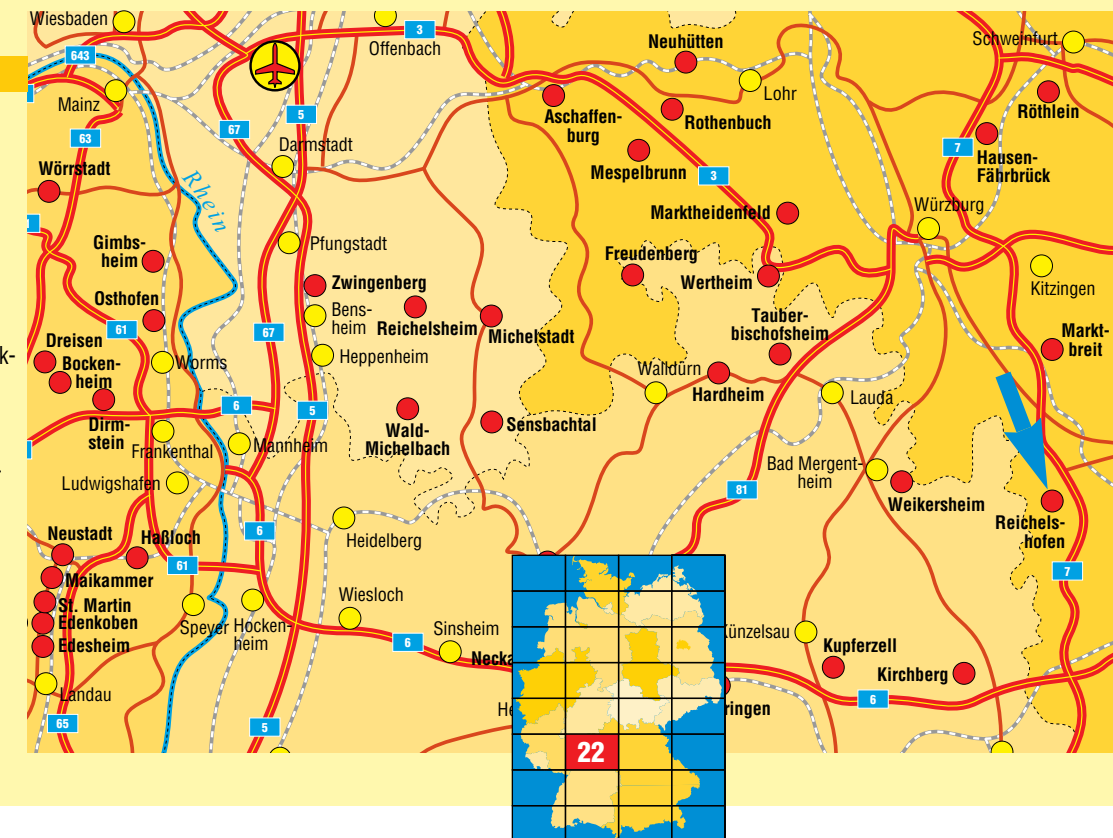 Wiesbaden
3
Offenbach
Neuhütten
Schweinfurt
643
Mainz
Lohr
Aschaffen-
burg
Rothenbuch
Röthlein
5
67
63
Darmstadt
7
Hausen-
Fährbrück
Wörrstadt
Mespelbrunn
3
Rhein
Marktheidenfeld
Würzburg
Gimbs-
heim
Pfungstadt
Freudenberg
Wertheim
Kitzingen
Zwingenberg
Osthofen
Bens-
heim
Reichelsheim
Michelstadt
Tauber-
bischofsheim
Markt-
breit
61
67
Dreisen
k-
Bocken-
heim
Worms
Heppenheim
Walldürn
Hardheim
Lauda
Dirm-
stein
6
5
Wald-
Michelbach
Sensbachtal
Frankenthal
Mannheim
Ludwigshafen
Bad Mergent-
heim
81
Weikersheim
Reichels-
hofen
Neustadt
Haßloch
6
Heidelberg
61
7
Maikammer
St. Martin
Edenkoben
Edesheim
Speyer
Hocken-
heim
Wiesloch
Sinsheim
6
Necka
ünzelsau
Kupferzell
Kirchberg
Landau
65
5
He
ringen
6
22